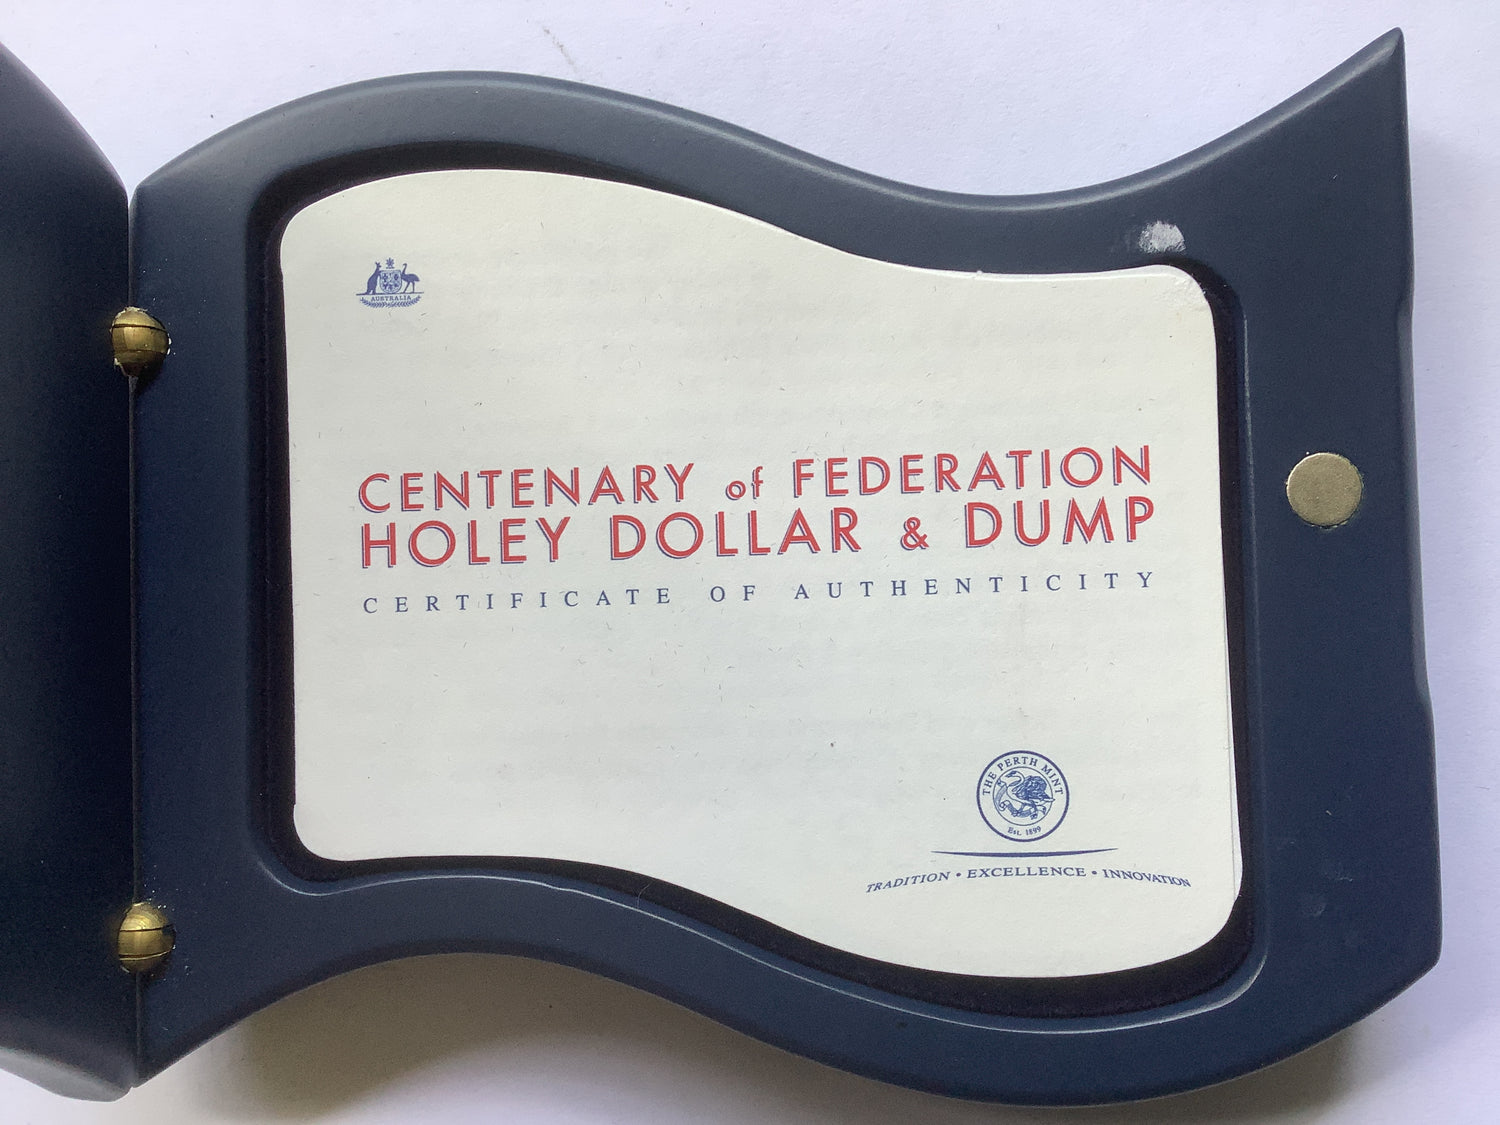 AUSTRALIA
CENTENARY of FEDERATION
HOLEY DOLLAR & DUMP
CERTIFICATE OF AUTHENTICITY
THE PERTH MINT
Est. 1899
TRADITION • EXCELLENCE • INNOVATION